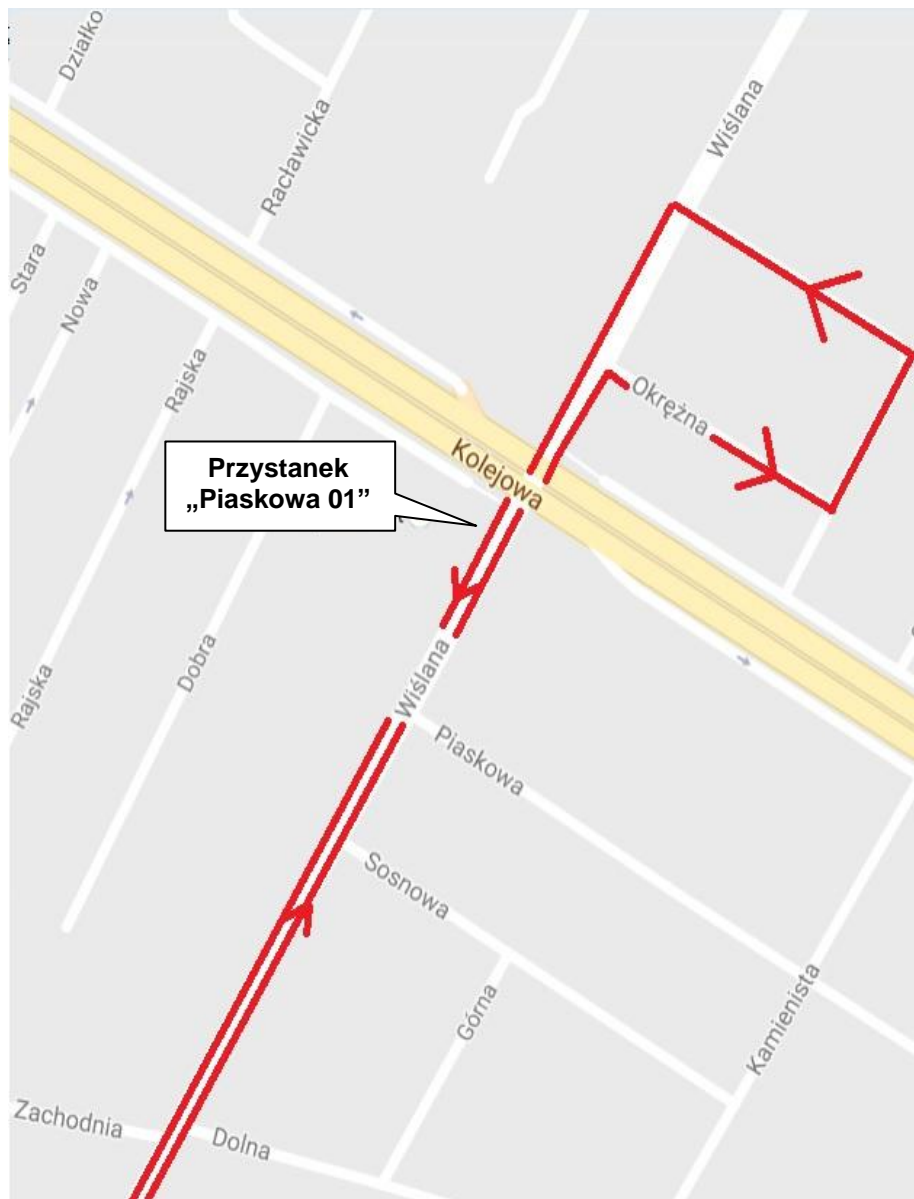 Działko
Racławicka
Wiślana
Stara
Nowa
Rajska
Okrężna
Przystanek
„Piaskowa 01”
Kolejowa
Rajska
Dobra
Wiślana
Piaskowa
Sosnowa
Górna
Kamienista
Zachodnia
Dolna